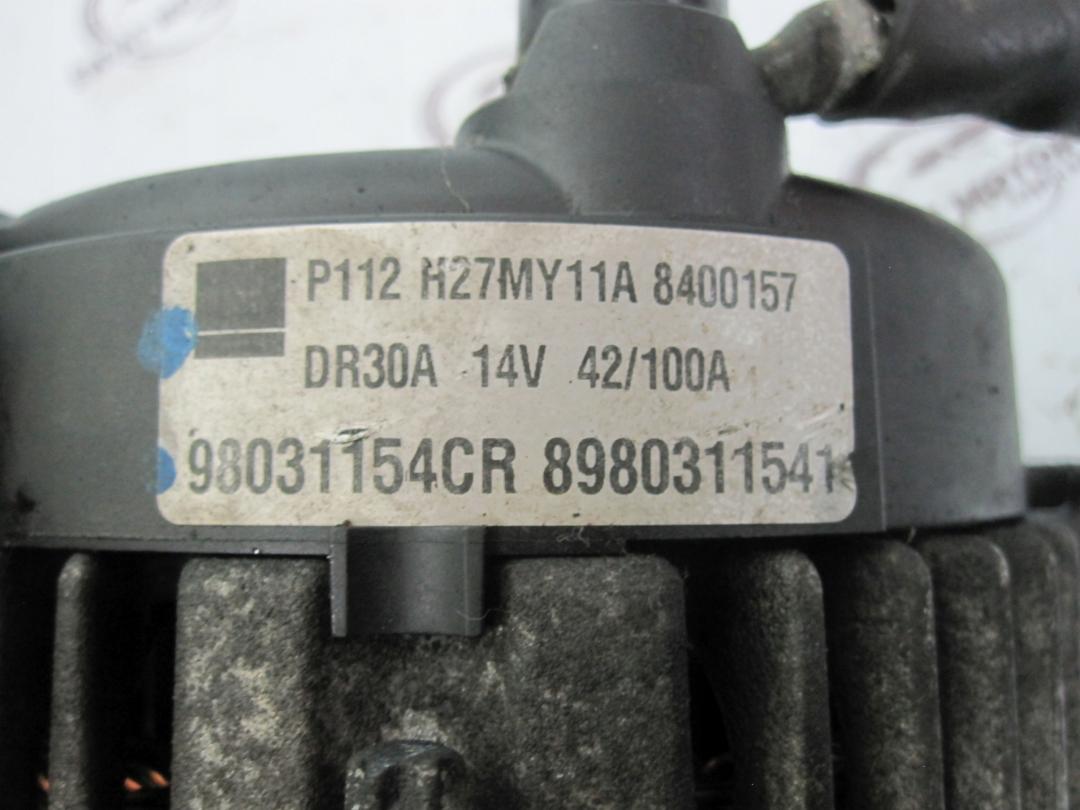 P112 H27MY11A 8400157
DR30A 14V 42/100A
98031154CR 8980311541